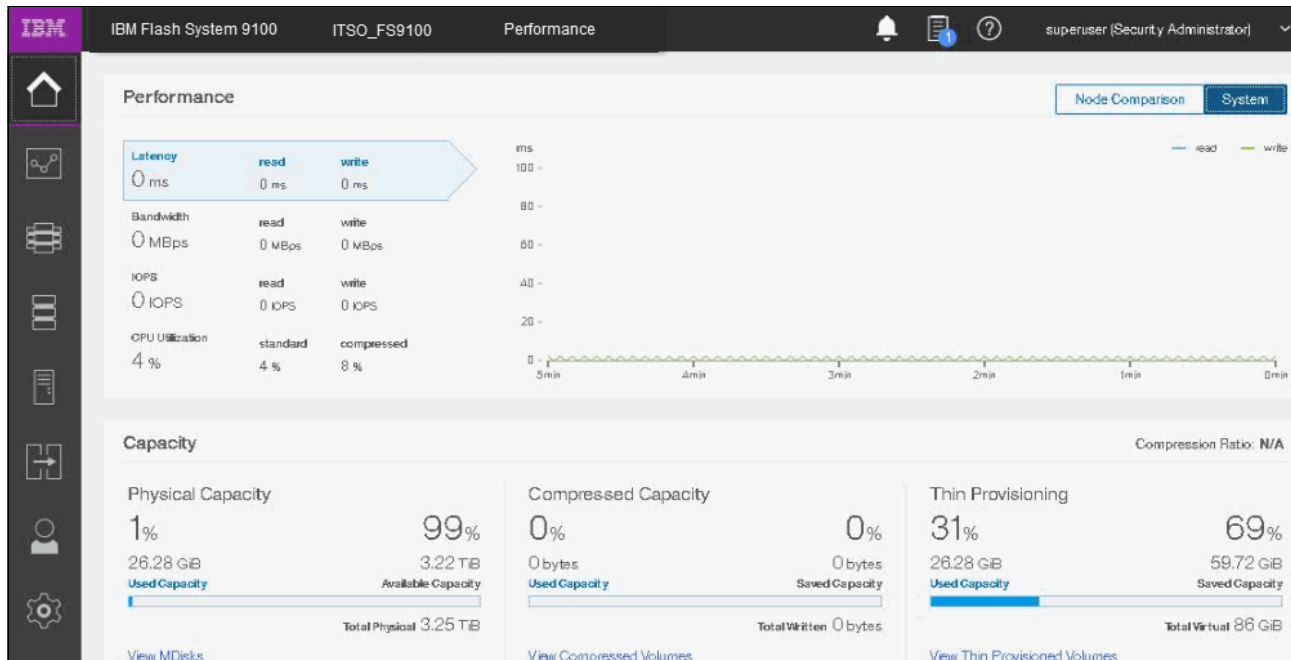 IBM IBM Flash System 9100 ITSO_FS9100 Performance 1 ? superuser (Security Administrator)
Performance
Node Comparison System
Latency read write
0 ms 0 ms 0 ms
Bandwidth read write
0 MBps 0 MBps 0 MBps
IOPS read write
0 IOPS 0 IOPS 0 IOPS
CPU Utilization standard compressed
4 % 4 % 8 %
ms
read write
100
80
60
40
20
0
5min 4min 3min 2min 1min 0min
Capacity
Compression Ratio: N/A
Physical Capacity
1% 99%
26.28 GiB 3.22 TiB
Used Capacity Available Capacity
Total Physical 3.25 TiB
View MDisks
Compressed Capacity
0% 0%
0 bytes 0 bytes
Used Capacity Saved Capacity
Total Written 0 bytes
View Compressed Volumes
Thin Provisioning
31% 69%
26.28 GiB 59.72 GiB
Used Capacity Saved Capacity
Total Virtual 86 GiB
View Thin Provisioned Volumes